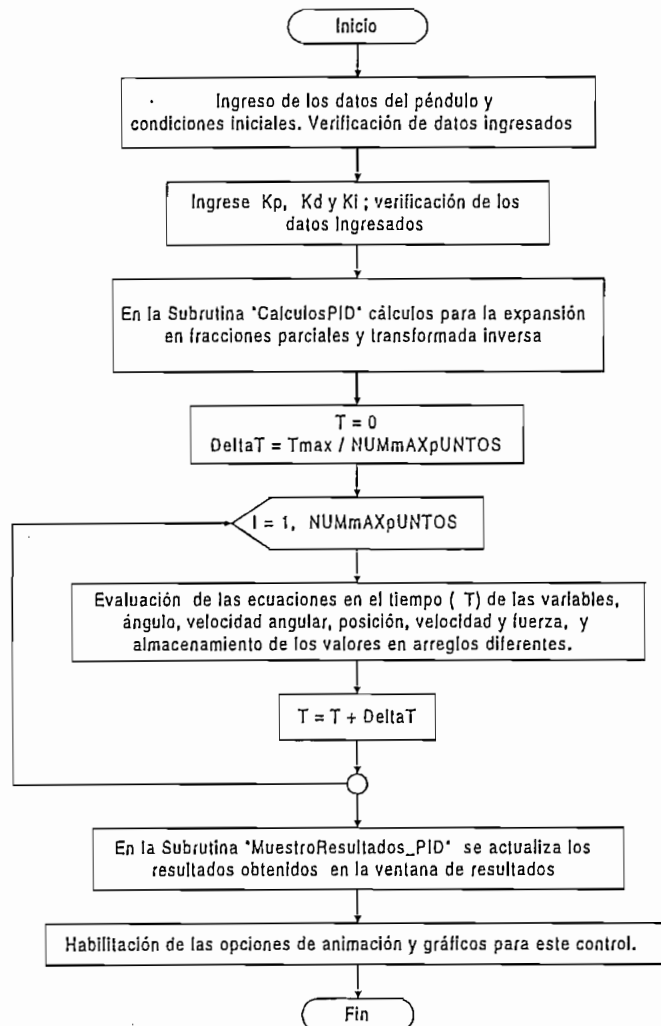 Inicio
Ingreso de los datos del péndulo y
condiciones iniciales. Verificación de datos ingresados
Ingrese Kp, Kd y Ki ; verificación de los
datos Ingresados
En la Subrutina "CalculosPID" cálculos para la expansión
en fracciones parciales y transformada inversa
T = 0
DeltaT = Tmax / NUMmAXpUNTOS
I = 1, NUMmAXpUNTOS
Evaluación de las ecuaciones en el tiempo ( T) de las variables,
ángulo, velocidad angular, posición, velocidad y fuerza, y
almacenamiento de los valores en arreglos diferentes.
T = T + DeltaT
En la Subrutina "MuestroResultados_PID" se actualiza los
resultados obtenidos en la ventana de resultados
Habilitación de las opciones de animación y gráficos para este control.
Fin